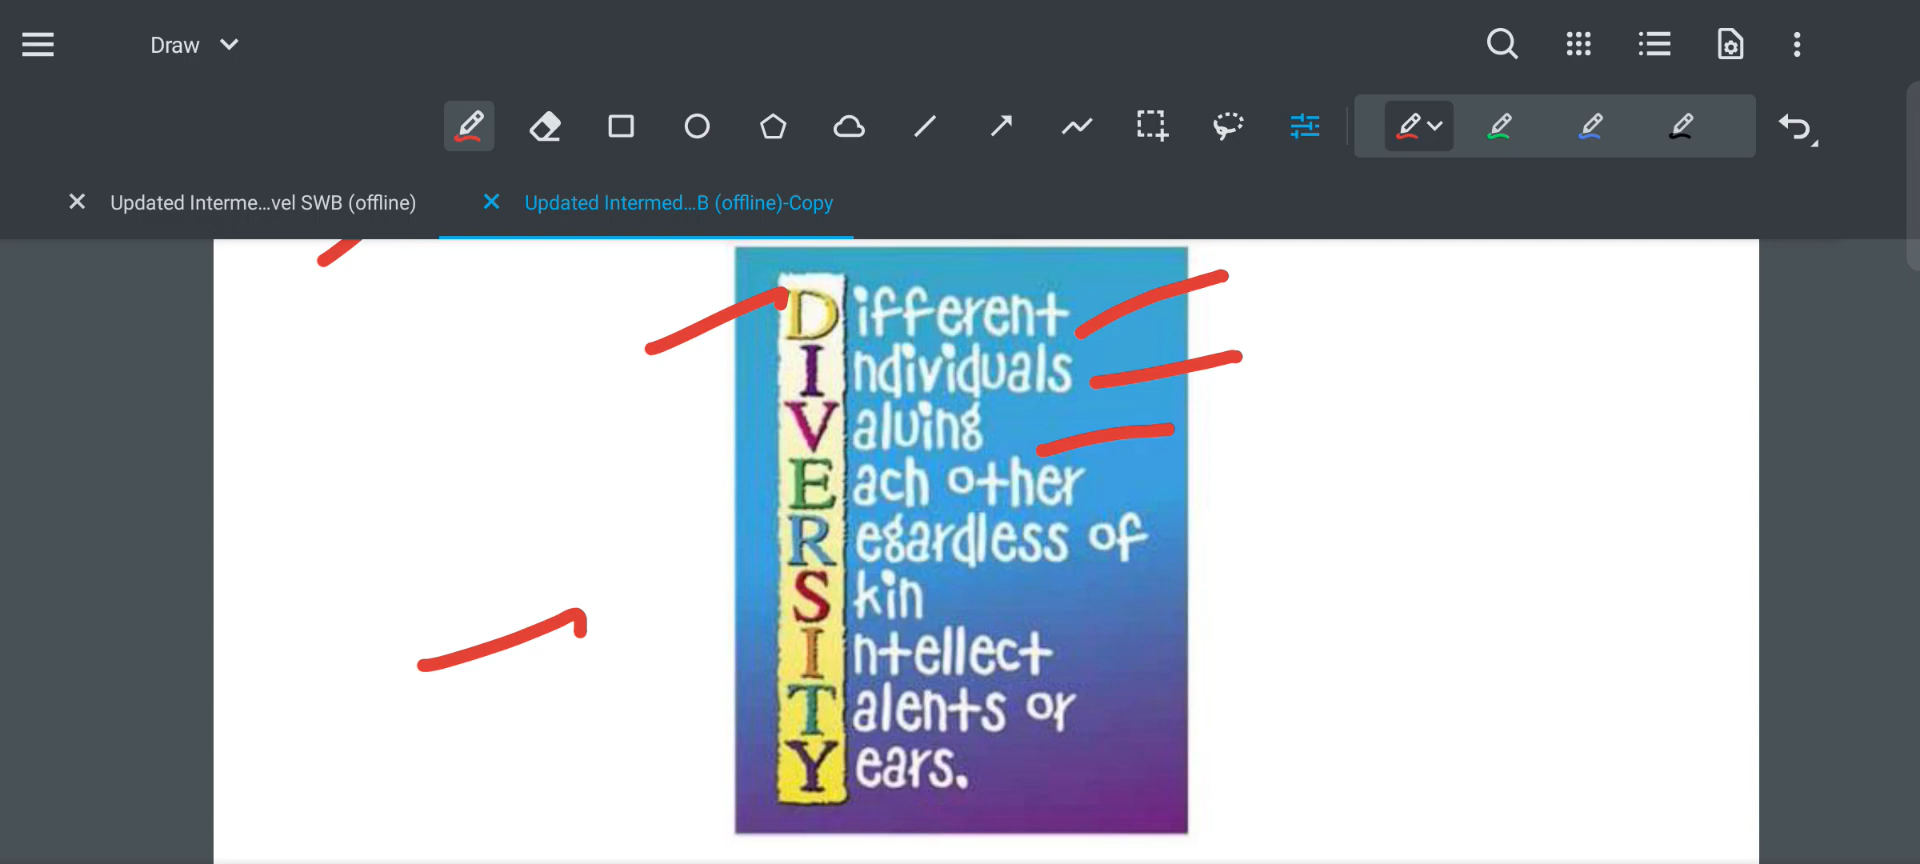 Draw
Updated Interme...vel SWB (offline)
Updated Intermed...B (offline)-Copy
Different
Individuals
Valuing
Each other
Regardless of
Skin
Intellect
Talents or
Years.